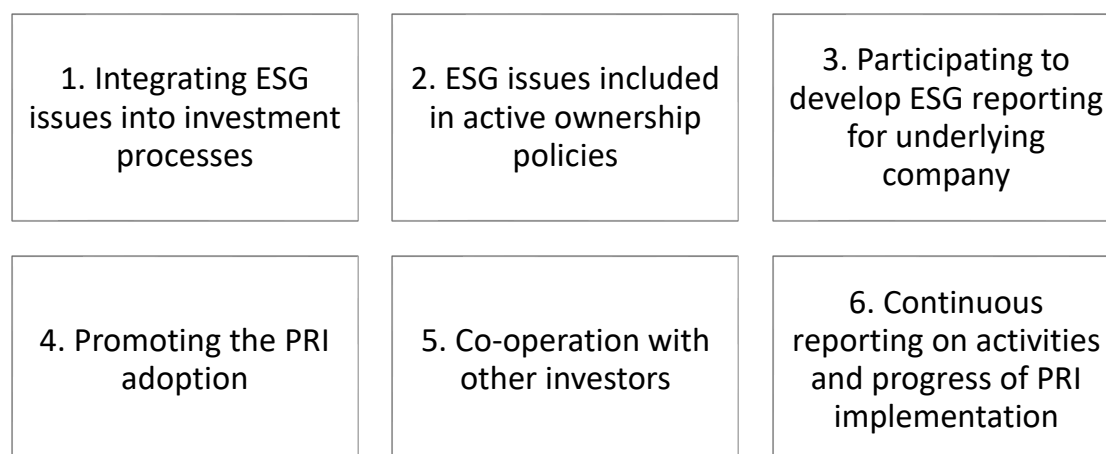 1. Integrating ESG
issues into investment
processes
2. ESG issues included
in active ownership
policies
3. Participating to
develop ESG reporting
for underlying
company
4. Promoting the PRI
adoption
5. Co-operation with
other investors
6. Continuous
reporting on activities
and progress of PRI
implementation